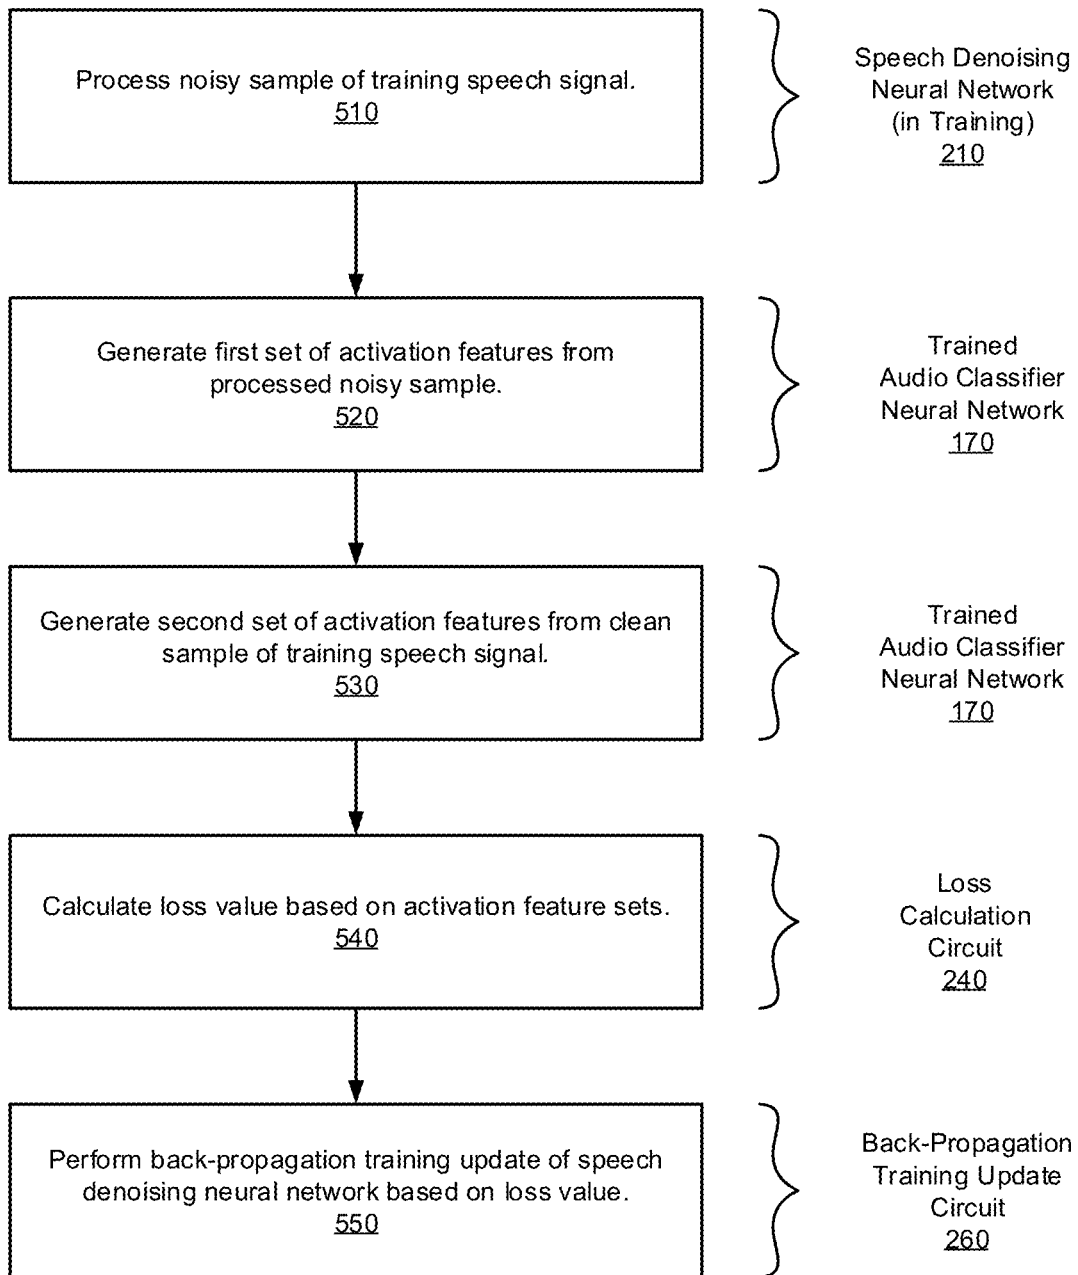 Process noisy sample of training speech signal.
510
Speech Denoising
Neural Network
(in Training)
210
Generate first set of activation features from
processed noisy sample.
520
Trained
Audio Classifier
Neural Network
170
Generate second set of activation features from clean
sample of training speech signal.
530
Trained
Audio Classifier
Neural Network
170
Calculate loss value based on activation feature sets.
540
Loss
Calculation
Circuit
240
Perform back-propagation training update of speech
denoising neural network based on loss value.
550
Back-Propagation
Training Update
Circuit
260